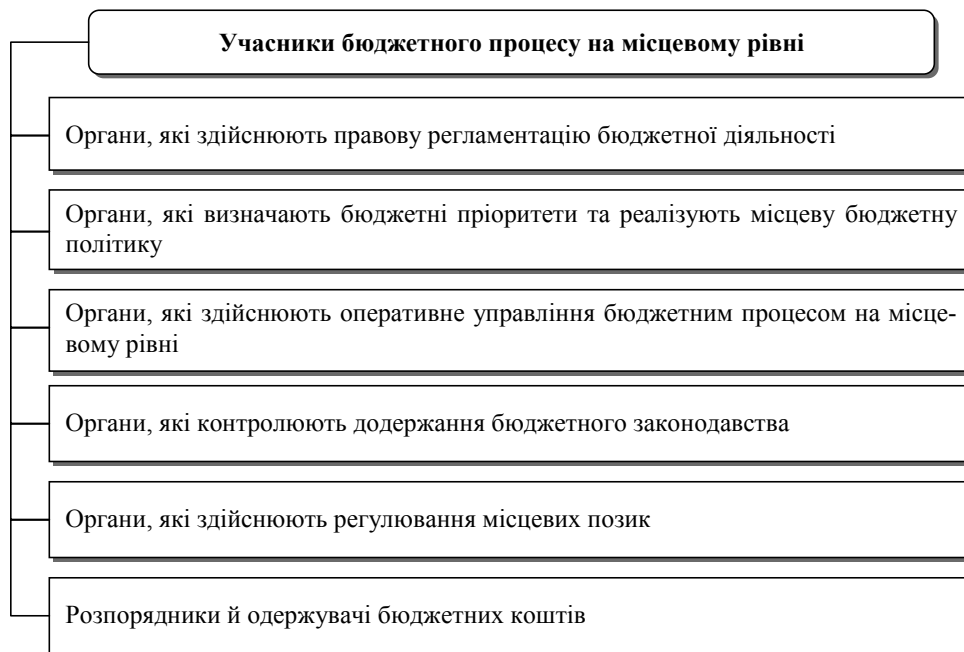 Учасники бюджетного процесу на місцевому рівні
Органи, які здійснюють правову регламентацію бюджетної діяльності
Органи, які визначають бюджетні пріоритети та реалізують місцеву бюджетну
політику
Органи, які здійснюють оперативне управління бюджетним процесом на місце-
вому рівні
Органи, які контролюють додержання бюджетного законодавства
Органи, які здійснюють регулювання місцевих позик
Розпорядники й одержувачі бюджетних коштів